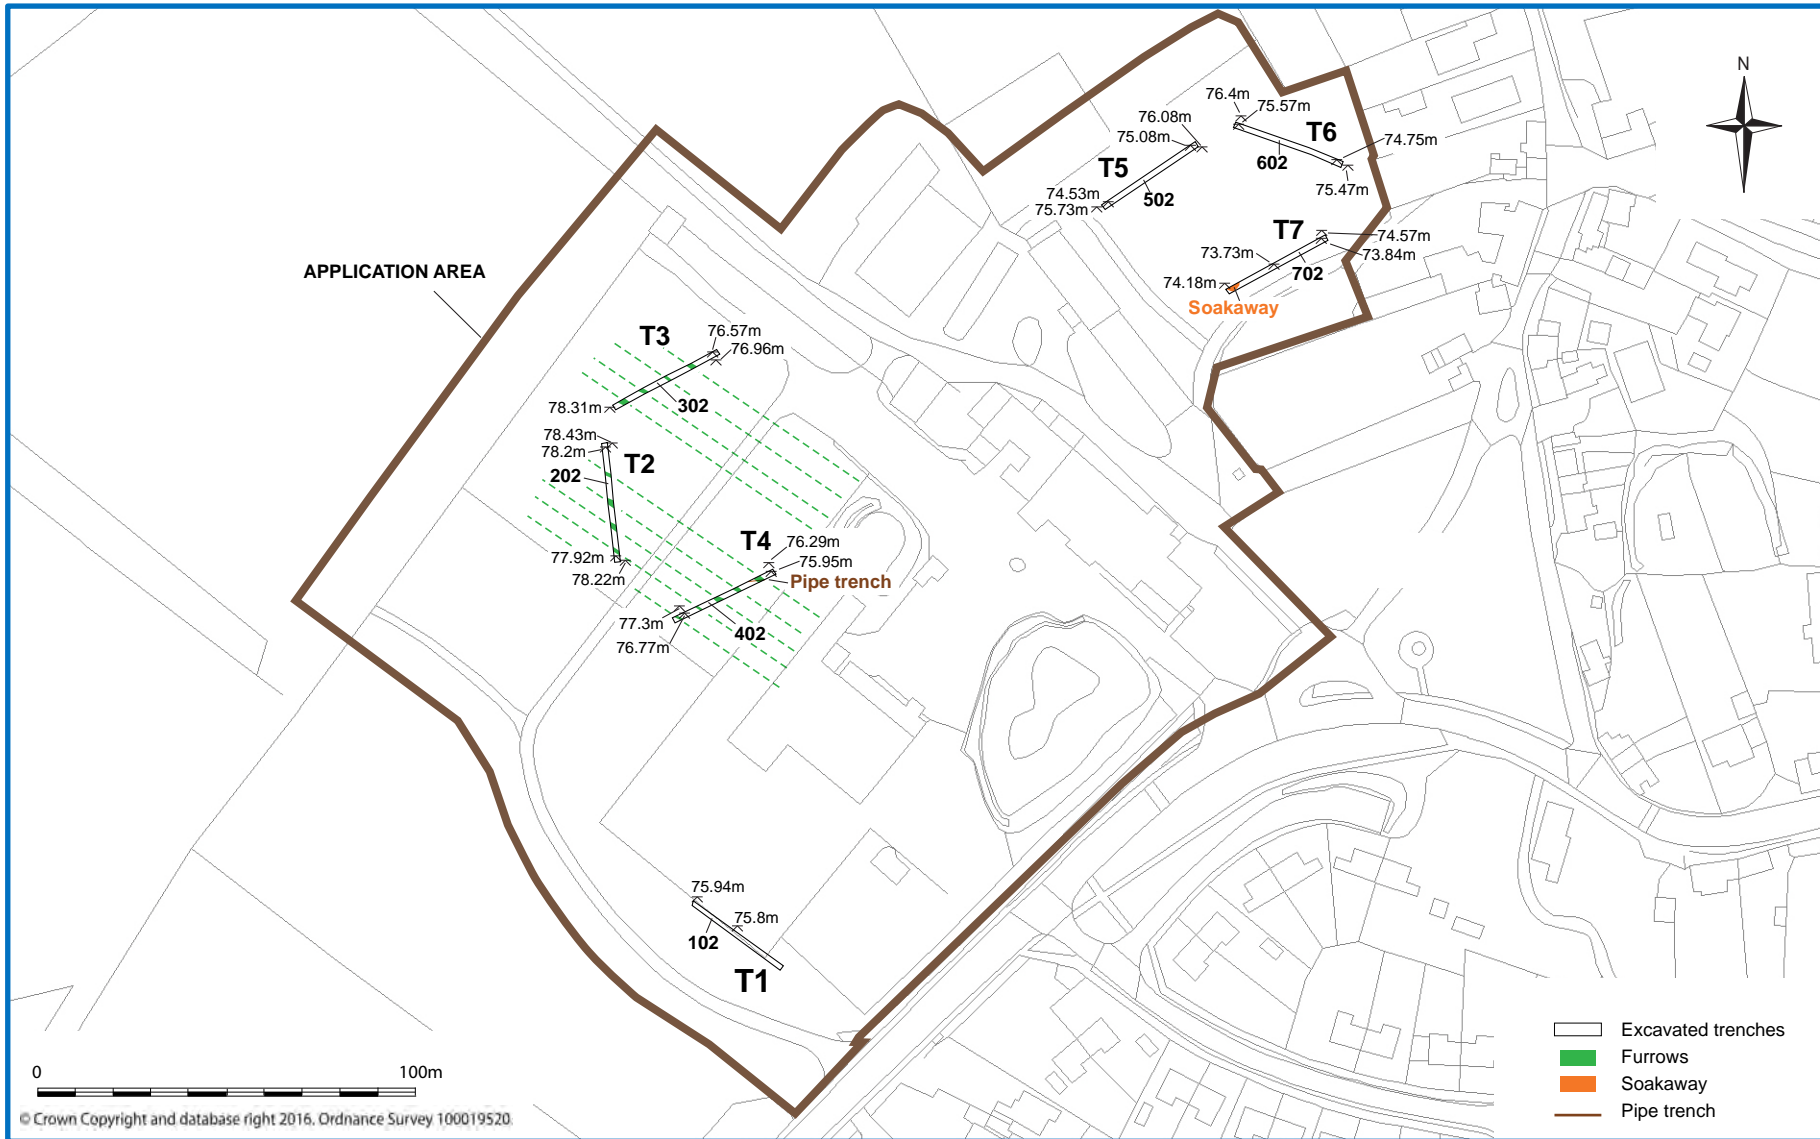 N
76.4m
75.57m
76.08m
75.08m
T6
74.75m
602
T5
75.47m
74.53m
502
75.73m
T7
74.57m
73.73m
73.84m
702
74.18m
Soakaway
APPLICATION AREA
T3
76.57m
76.96m
302
78.31m
78.43m
78.2m
T2
202
T4
76.29m
75.95m
77.92m
Pipe trench
78.22m
77.3m
402
76.77m
75.94m
75.8m
102
T1
Excavated trenches
Furrows
Soakaway
Pipe trench
0 100m
© Crown Copyright and database right 2016. Ordnance Survey 100019520.